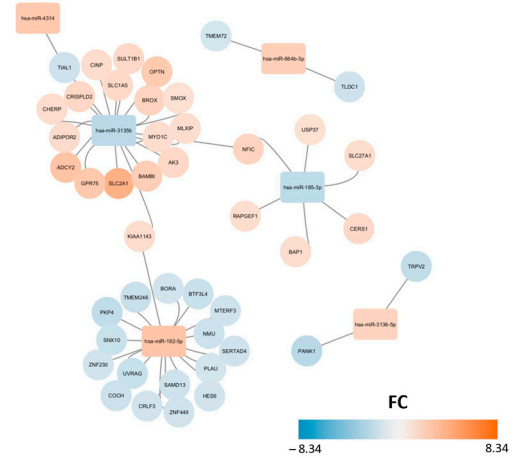 hsa-miR-4314
TMEM72
hsa-miR-664b-3p
TLDC1
TIAL1
CINP
SULT1B1
OPTN
SLC1A5
CRISPLD2
BROX
SMOX
CHERP
hsa-miR-3135b
MLXIP
ADIPOR2
MYO1C
USP37
NFIC
SLC27A1
ADCY2
AK3
GPR75
SLC2A1
BAMBI
hsa-miR-185-3p
RAPGEF1
CERS1
KIAA1143
BAP1
TRPV2
BORA
BTF3L4
TMEM246
PKP4
MTERF3
hsa-miR-3136-5p
SNX10
hsa-miR-192-5p
NMU
SERTAD4
PANK1
ZNF230
UVRAG
PLAU
SAMD13
COCH
HES6
CRLF3
ZNF449
FC
−8.34
8.34